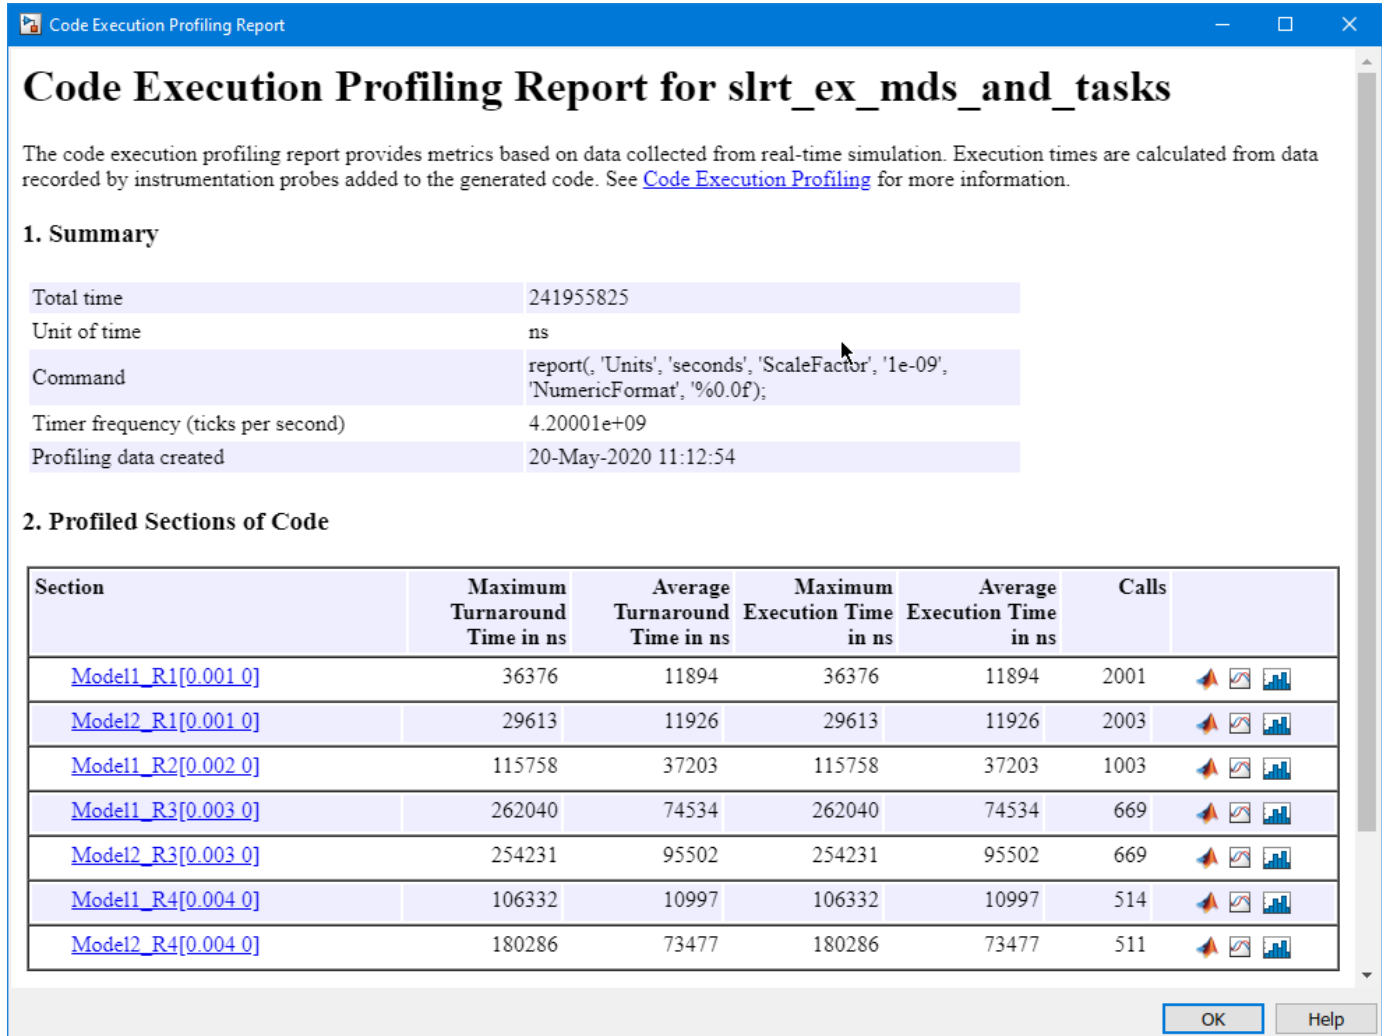 Code Execution Profiling Report
Code Execution Profiling Report for slrt_ex_mds_and_tasks
The code execution profiling report provides metrics based on data collected from real-time simulation. Execution times are calculated from data
recorded by instrumentation probes added to the generated code. See Code Execution Profiling for more information.
1. Summary
Total time 241955825
Unit of time ns
Command report(, 'Units', 'seconds', 'ScaleFactor', '1e-09',
'NumericFormat', '%0.0f');
Timer frequency (ticks per second) 4.20001e+09
Profiling data created 20-May-2020 11:12:54
2. Profiled Sections of Code
Section Maximum Average Maximum Average Calls
Turnaround Turnaround Execution Time Execution Time
Time in ns Time in ns in ns in ns
Model1_R1[0.001 0] 36376 11894 36376 11894 2001
Model2_R1[0.001 0] 29613 11926 29613 11926 2003
Model1_R2[0.002 0] 115758 37203 115758 37203 1003
Model1_R3[0.003 0] 262040 74534 262040 74534 669
Model2_R3[0.003 0] 254231 95502 254231 95502 669
Model1_R4[0.004 0] 106332 10997 106332 10997 514
Model2_R4[0.004 0] 180286 73477 180286 73477 511
OK Help